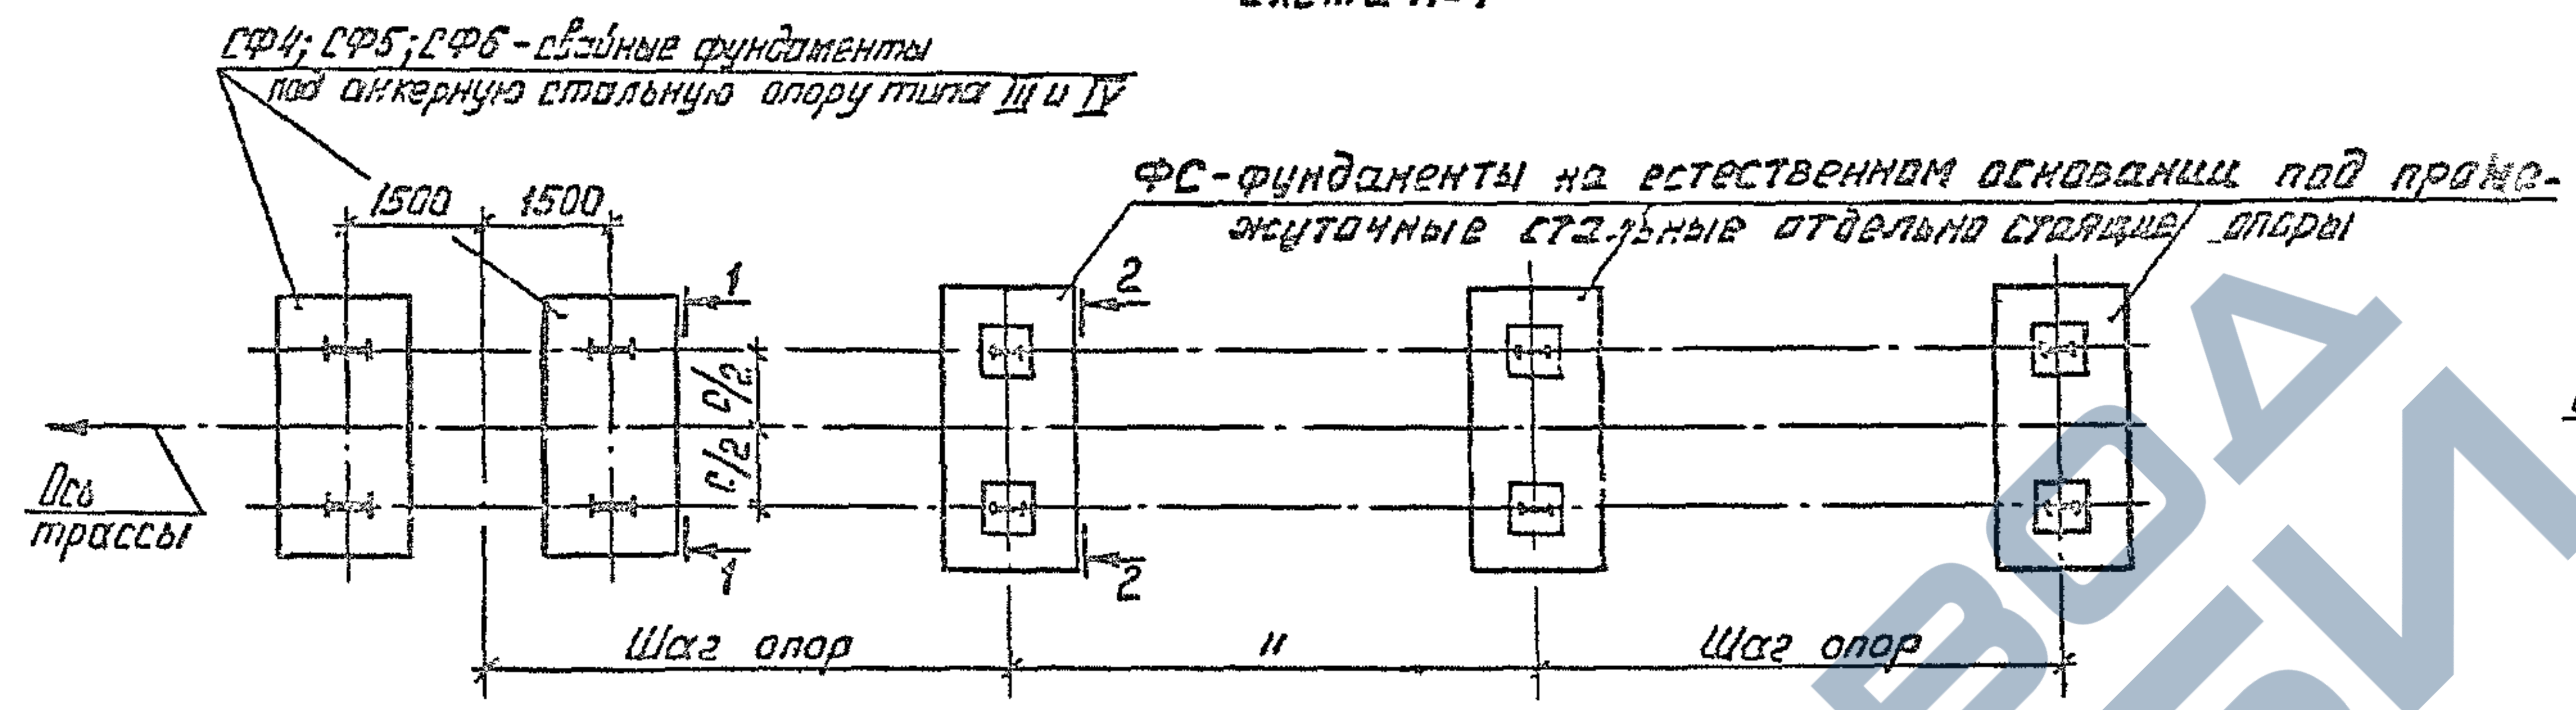 СФ4; СФ5; СФ6 - свайные фундаменты
под анкерную стальную опору типа III и IV
ФС - фундаменты на естественном основании под проме-
жуточные стальные отдельно стоящие опоры
1500 1500
1
2
С/2
С/2
Ось
трассы
1
2
Шаг опор
"
Шаг опор
ВОД